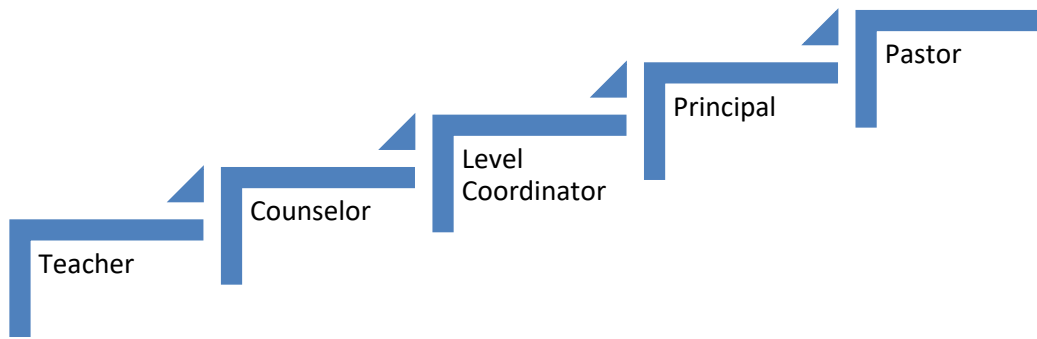 Teacher
Counselor
Level
Coordinator
Principal
Pastor